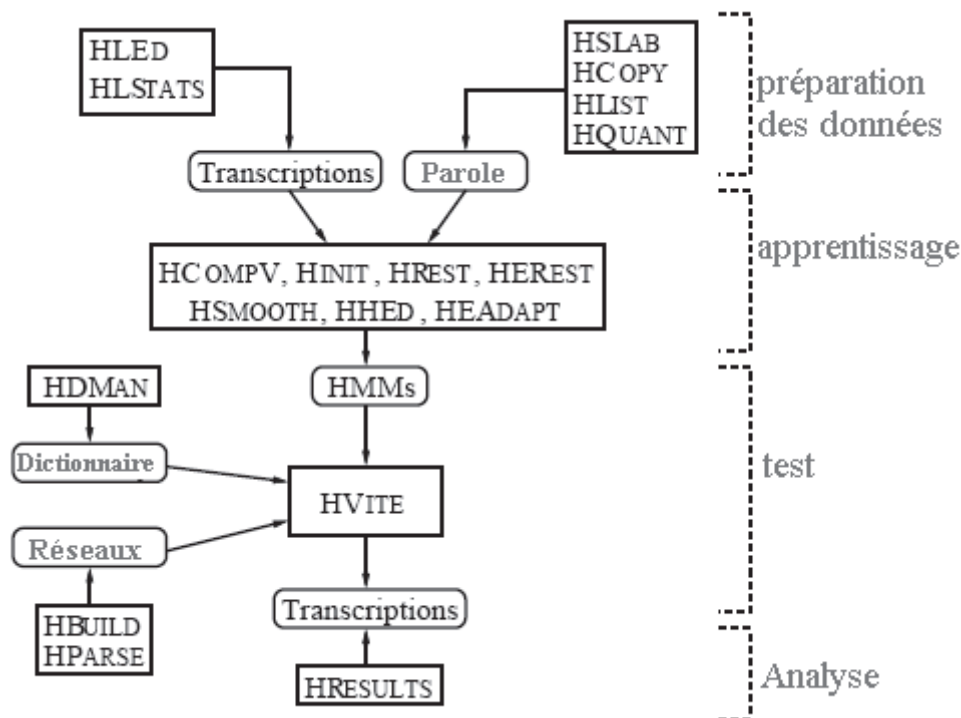 HLED
HLSTATS
HSLAB
HCOPY
HLIST
HQUANT
préparation
des données
Transcriptions
Parole
apprentissage
HCOMPV, HINIT, HREST, HEREST
HSMOOTH, HHED, HEADAPT
HDMAN
HMMs
Dictionnaire
test
HVITE
Réseaux
Transcriptions
HBUILD
HPARSE
HRESULTS
Analyse